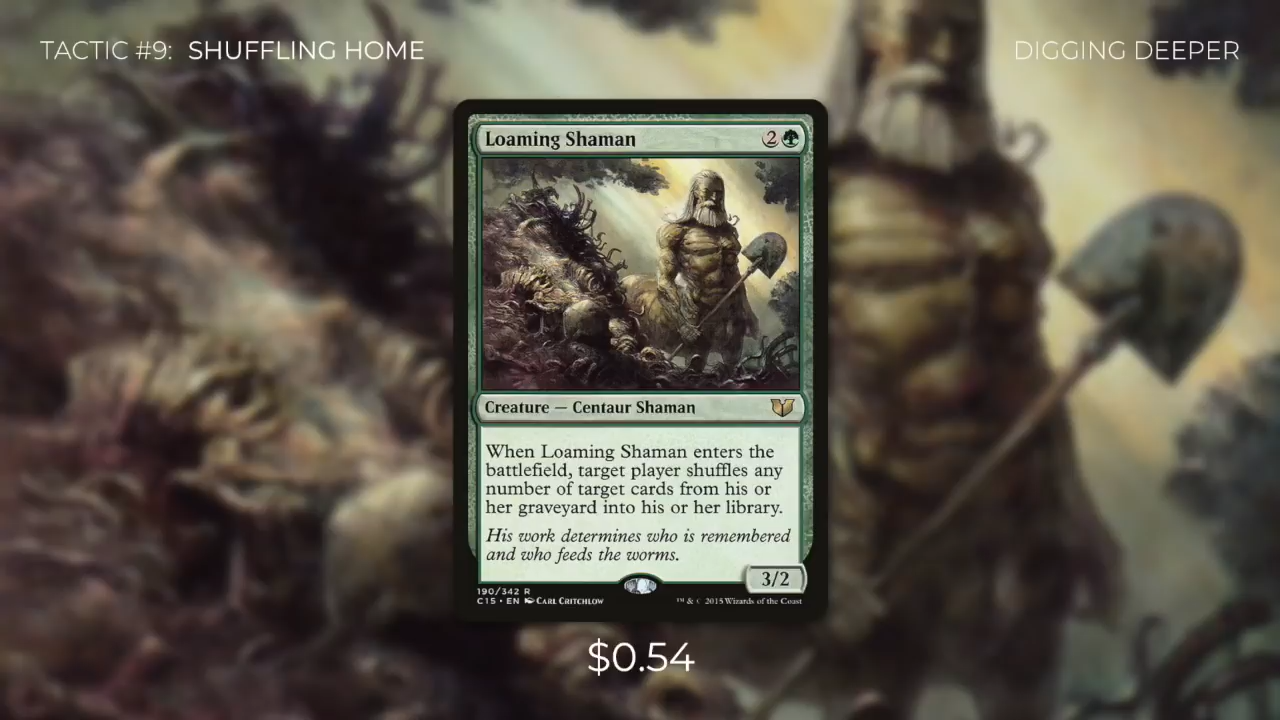 TACTIC #9: SHUFFLING HOME
DIGGING DEEPER
Loaming Shaman 2
Creature — Centaur Shaman
When Loaming Shaman enters the
battlefield, target player shuffles any
number of target cards from his or
her graveyard into his or her library.
His work determines who is remembered
and who feeds the worms.
3/2
190/342 R
C15 • EN Carl Critchlow
™ & © 2015 Wizards of the Coast
$0.54